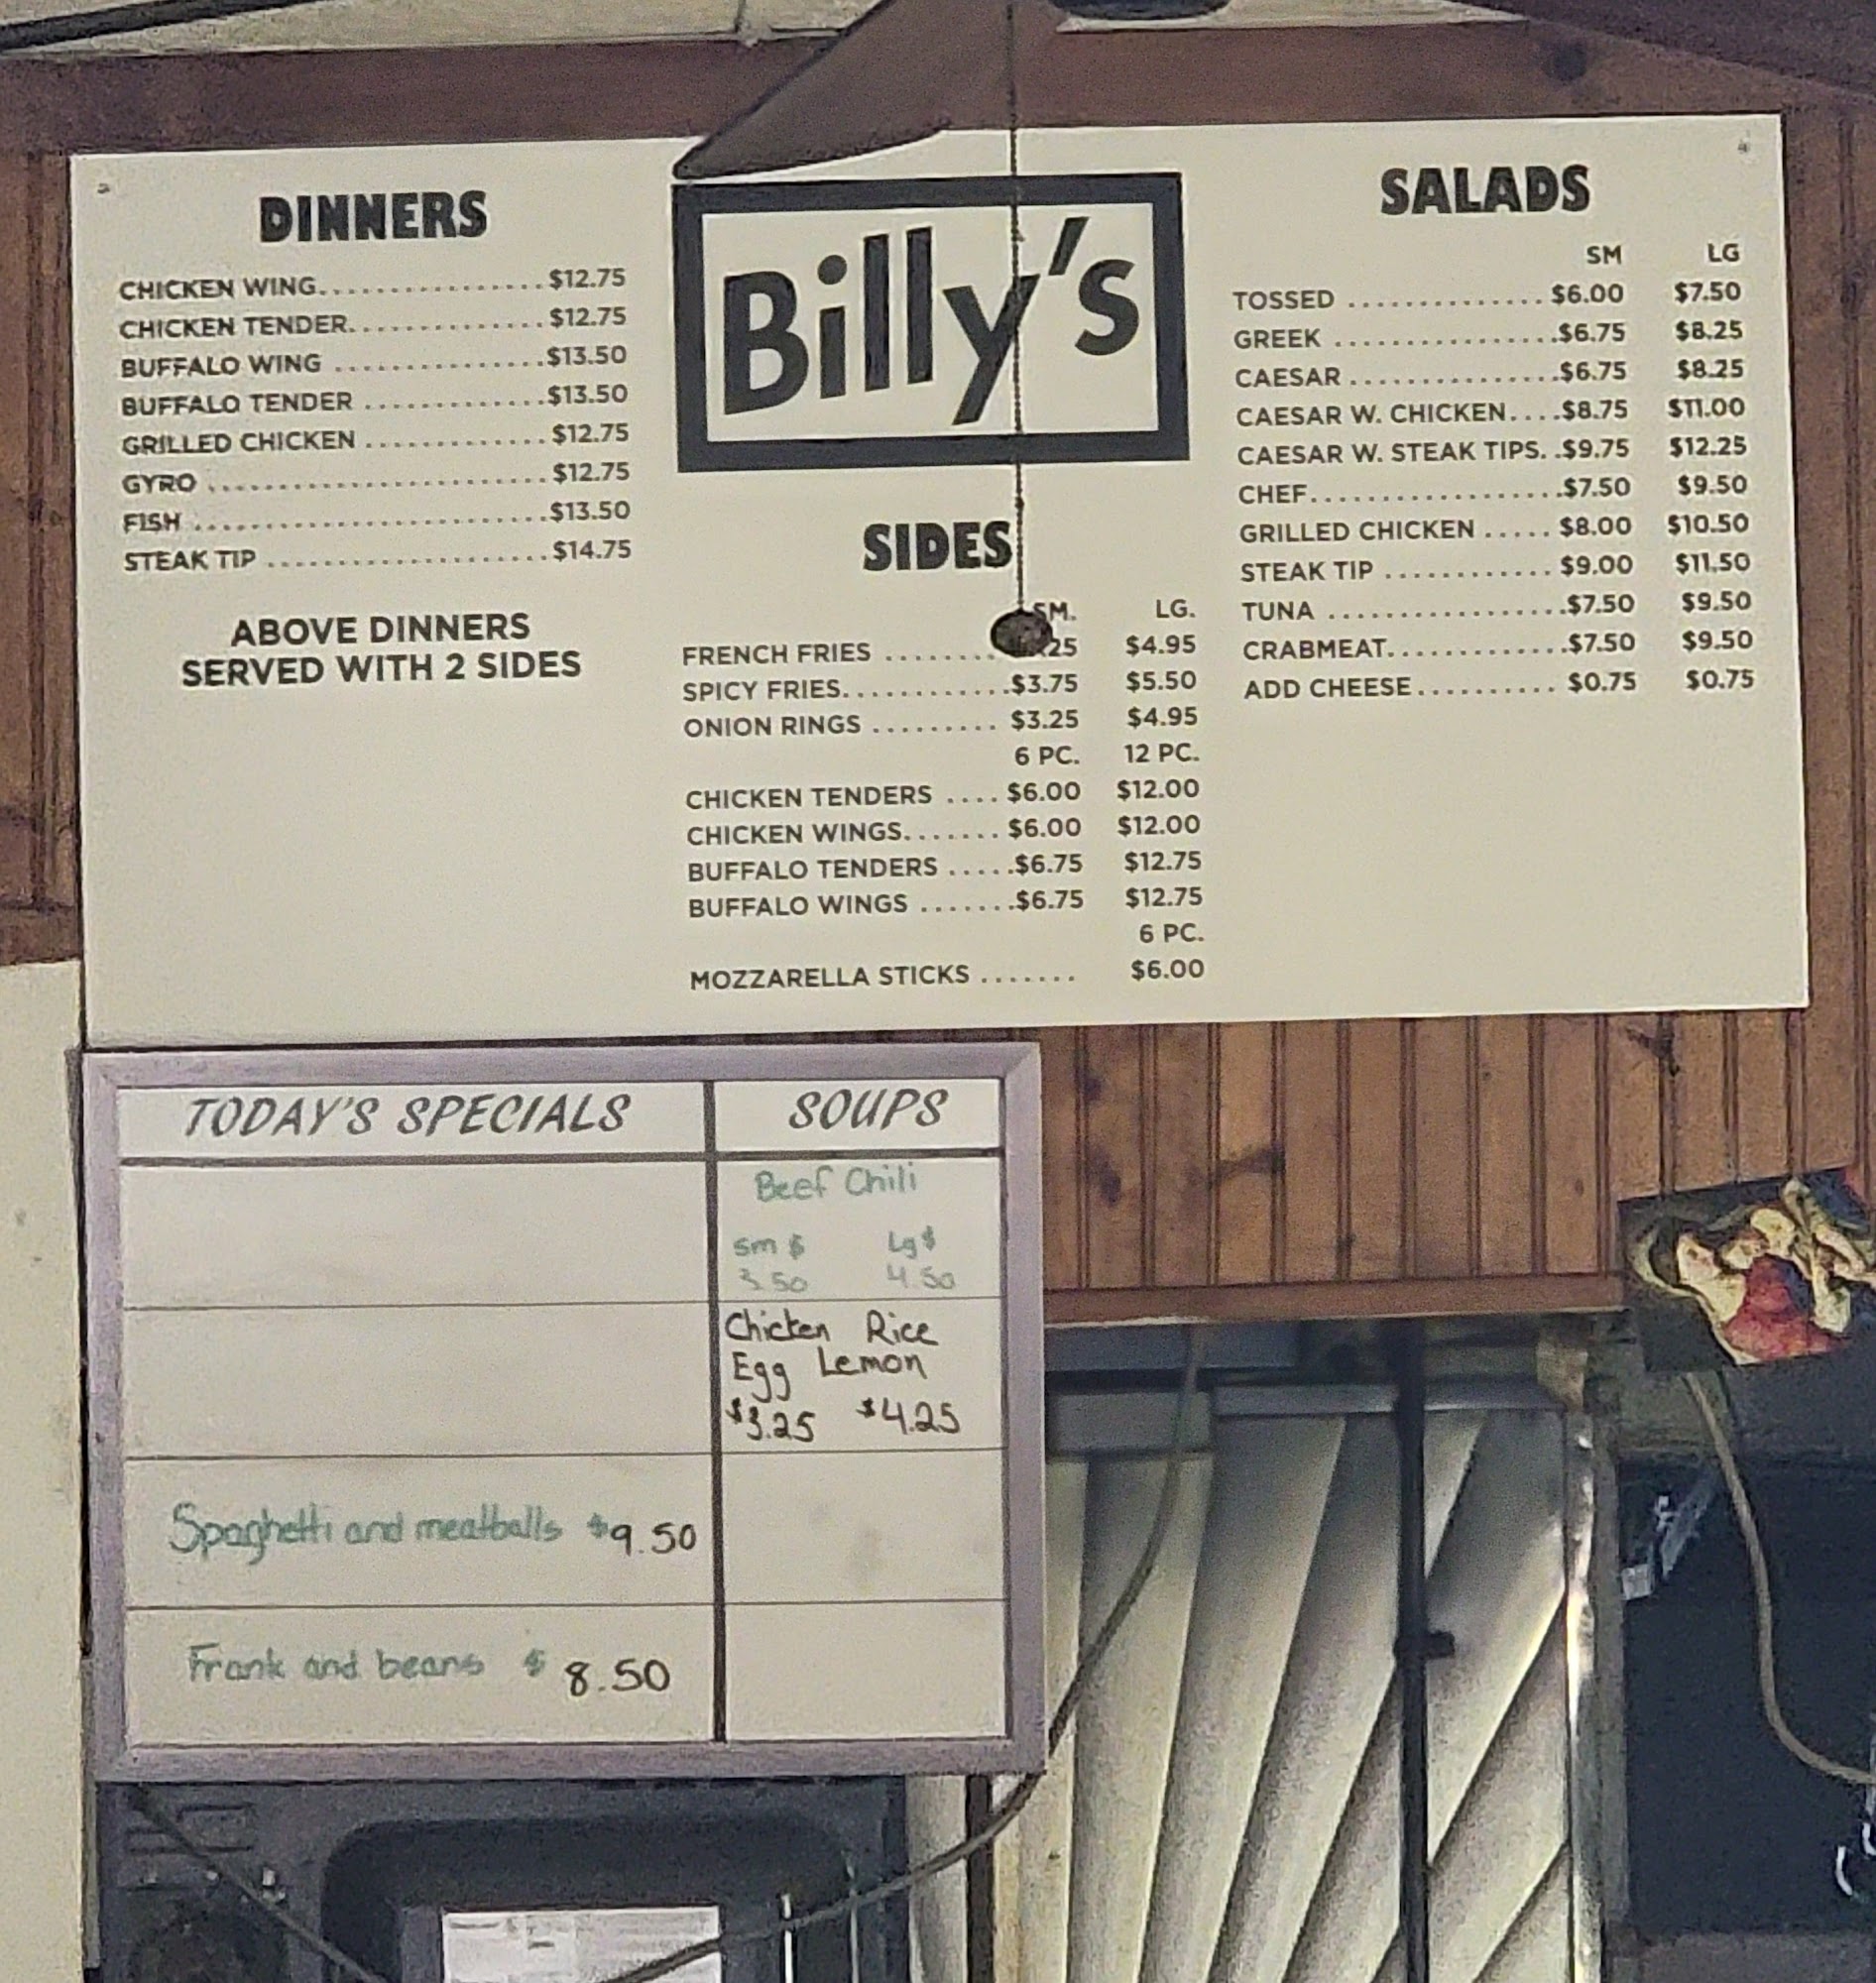 DINNERS
CHICKEN WING................$12.75
CHICKEN TENDER..............$12.75
BUFFALO WING ...............$13.50
BUFFALO TENDER .............$13.50
GRILLED CHICKEN .............$12.75
GYRO ........................$12.75
FISH .........................$13.50
STEAK TIP ....................$14.75
ABOVE DINNERS
SERVED WITH 2 SIDES
Billy's
SIDES
SM. LG.
FRENCH FRIES ........ .25 $4.95
SPICY FRIES............$3.75 $5.50
ONION RINGS ......... $3.25 $4.95
6 PC. 12 PC.
CHICKEN TENDERS .... $6.00 $12.00
CHICKEN WINGS....... $6.00 $12.00
BUFFALO TENDERS .....$6.75 $12.75
BUFFALO WINGS .......$6.75 $12.75
6 PC.
MOZZARELLA STICKS ....... $6.00
SALADS
SM LG
TOSSED .............. $6.00 $7.50
GREEK ................$6.75 $8.25
CAESAR ...............$6.75 $8.25
CAESAR W. CHICKEN....$8.75 $11.00
CAESAR W. STEAK TIPS. .$9.75 $12.25
CHEF..................$7.50 $9.50
GRILLED CHICKEN ..... $8.00 $10.50
STEAK TIP ............ $9.00 $11.50
TUNA .................$7.50 $9.50
CRABMEAT.............$7.50 $9.50
ADD CHEESE.......... $0.75 $0.75
TODAY'S SPECIALS
Spaghetti and meatballs $9.50
Frank and beans $ 8.50
SOUPS
Beef Chili
sm $ Lg $
3.50 4.50
Chicken Rice
Egg Lemon
$3.25 $4.25